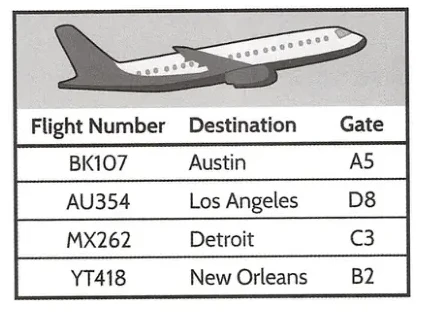 Flight Number Destination Gate
BK107 Austin A5
AU354 Los Angeles D8
MX262 Detroit C3
YT418 New Orleans B2